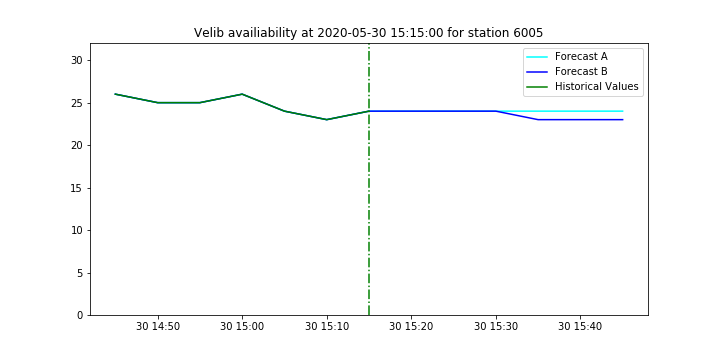 Velib availiability at 2020-05-30 15:15:00 for station 6005
Forecast A
Forecast B
Historical Values
30
25
20
15
10
5
0
30 14:50 30 15:00 30 15:10 30 15:20 30 15:30 30 15:40